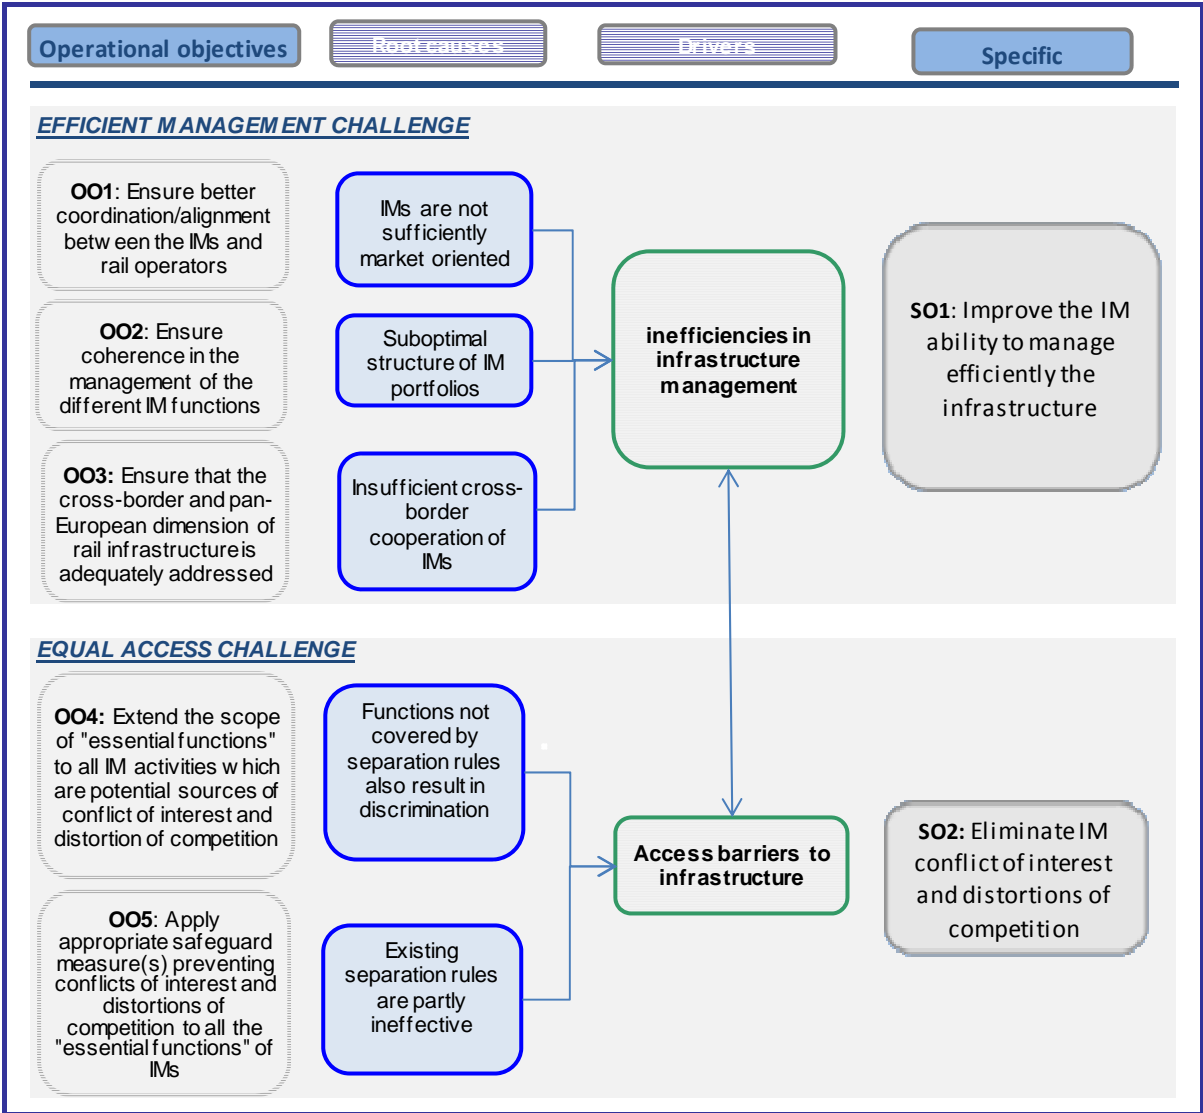 Operational objectives
Root causes
Drivers
Specific
EFFICIENT MANAGEMENT CHALLENGE
OO1: Ensure better
coordination/alignment
between the IMs and
rail operators
IMs are not
sufficiently
market oriented
OO2: Ensure
coherence in the
management of the
different IM functions
Suboptimal
structure of IM
portfolios
inefficiencies in
infrastructure
management
SO1: Improve the IM
ability to manage
efficiently the
infrastructure
OO3: Ensure that the
cross-border and pan-
European dimension of
rail infrastructure is
adequately addressed
Insufficient cross-
border
cooperation of
IMs
EQUAL ACCESS CHALLENGE
OO4: Extend the scope
of "essential functions"
to all IM activities which
are potential sources of
conflict of interest and
distortion of competition
Functions not
covered by
separation rules
also result in
discrimination
Access barriers to
infrastructure
SO2: Eliminate IM
conflict of interest
and distortions of
competition
OO5: Apply
appropriate safeguard
measure(s) preventing
conflicts of interest and
distortions of
competition to all the
"essential functions" of
IMs
Existing
separation rules
are partly
ineffective